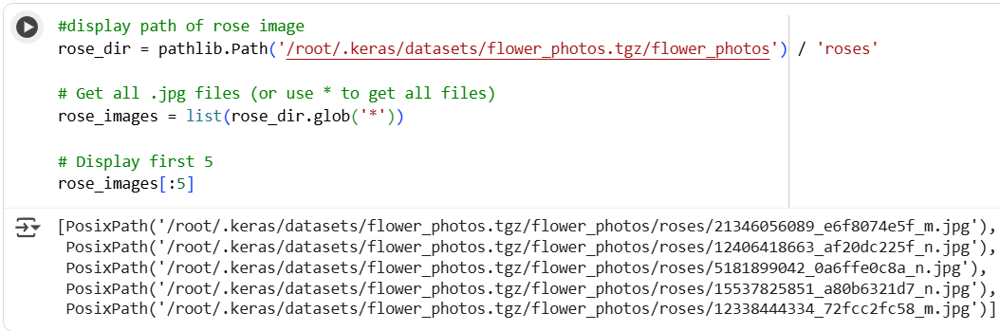 #display path of rose image
rose_dir = pathlib.Path('/root/.keras/datasets/flower_photos.tgz/flower_photos') / 'roses'
# Get all .jpg files (or use * to get all files)
rose_images = list(rose_dir.glob('*'))
# Display first 5
rose_images[:5]
[PosixPath('/root/.keras/datasets/flower_photos.tgz/flower_photos/roses/21346056089_e6f8074e5f_m.jpg'),
PosixPath('/root/.keras/datasets/flower_photos.tgz/flower_photos/roses/12406418663_af20dc225f_n.jpg'),
PosixPath('/root/.keras/datasets/flower_photos.tgz/flower_photos/roses/5181899042_0a6ffe0c8a_n.jpg'),
PosixPath('/root/.keras/datasets/flower_photos.tgz/flower_photos/roses/15537825851_a80b6321d7_n.jpg'),
PosixPath('/root/.keras/datasets/flower_photos.tgz/flower_photos/roses/12338444334_72fcc2fc58_m.jpg')]